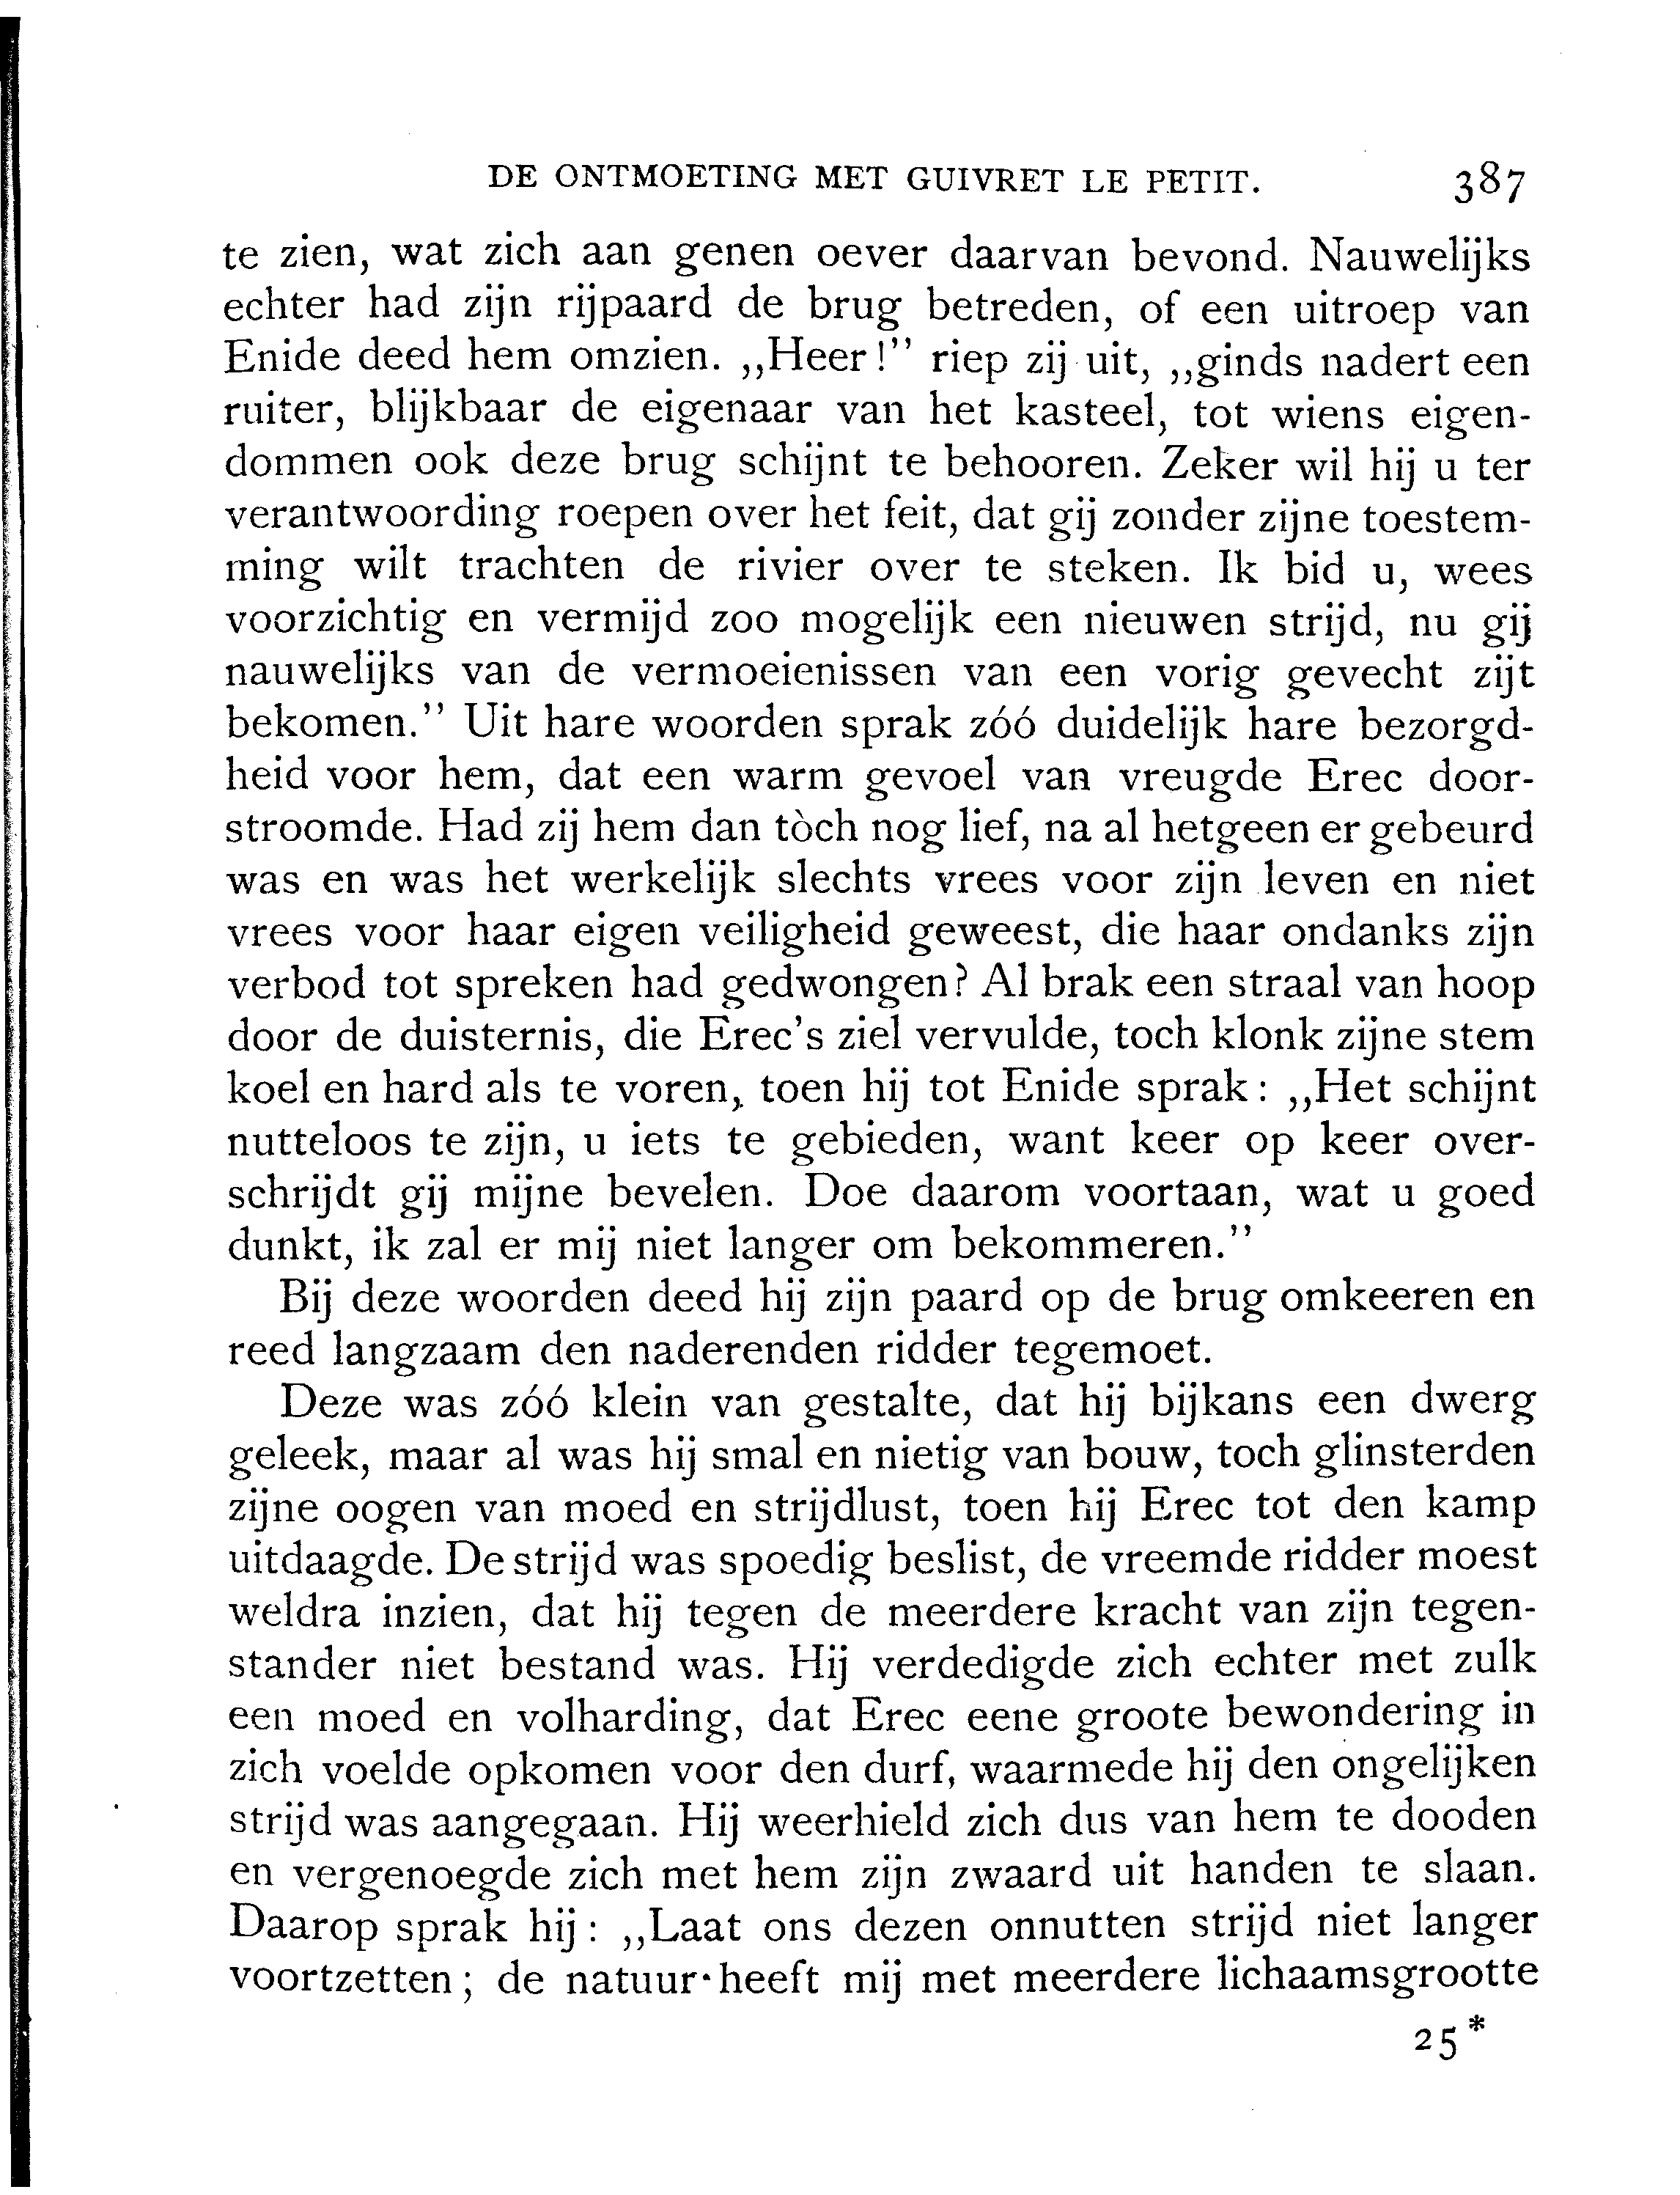 DE ONTMOETING MET GUIVRET LE PETIT. 387
te zien, wat zich aan genen oever daarvan bevond. Nauwelijks
echter had zijn rijpaard de brug betreden, of een uitroep van
Enide deed hem omzien. „Heer!” riep zij uit, „ginds nadert een
ruiter, blijkbaar de eigenaar van het kasteel, tot wiens eigen-
dommen ook deze brug schijnt te behooren. Zeker wil hij u ter
verantwoording roepen over het feit, dat gij zonder zijne toestem-
ming wilt trachten de rivier over te steken. Ik bid u, wees
voorzichtig en vermijd zoo mogelijk een nieuwen strijd, nu gij
nauwelijks van de vermoeienissen van een vorig gevecht zijt
bekomen.” Uit hare woorden sprak zóó duidelijk hare bezorgd-
heid voor hem, dat een warm gevoel van vreugde Erec door-
stroomde. Had zij hem dan tòch nog lief, na al hetgeen er gebeurd
was en was het werkelijk slechts vrees voor zijn leven en niet
vrees voor haar eigen veiligheid geweest, die haar ondanks zijn
verbod tot spreken had gedwongen? Al brak een straal van hoop
door de duisternis, die Erec's ziel vervulde, toch klonk zijne stem
koel en hard als te voren, toen hij tot Enide sprak: „Het schijnt
nutteloos te zijn, u iets te gebieden, want keer op keer over-
schrijdt gij mijne bevelen. Doe daarom voortaan, wat u goed
dunkt, ik zal er mij niet langer om bekommeren.”
Bij deze woorden deed hij zijn paard op de brug omkeeren en
reed langzaam den naderenden ridder tegemoet.
Deze was zóó klein van gestalte, dat hij bijkans een dwerg
geleek, maar al was hij smal en nietig van bouw, toch glinsterden
zijne oogen van moed en strijdlust, toen hij Erec tot den kamp
uitdaagde. De strijd was spoedig beslist, de vreemde ridder moest
weldra inzien, dat hij tegen de meerdere kracht van zijn tegen-
stander niet bestand was. Hij verdedigde zich echter met zulk
een moed en volharding, dat Erec eene groote bewondering in
zich voelde opkomen voor den durf, waarmede hij den ongelijken
strijd was aangegaan. Hij weerhield zich dus van hem te dooden
en vergenoegde zich met hem zijn zwaard uit handen te slaan.
Daarop sprak hij: „Laat ons dezen onnutten strijd niet langer
voortzetten; de natuur heeft mij met meerdere lichaamsgrootte
25*